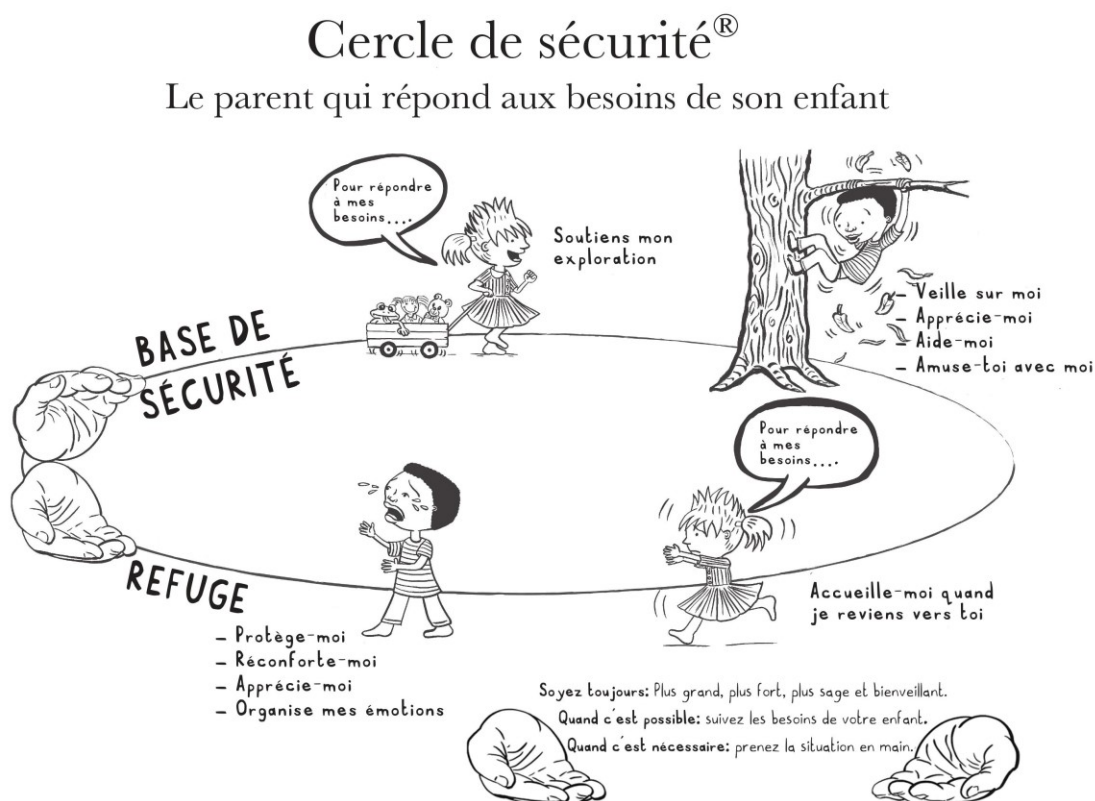 Cercle de sécurité®
Le parent qui répond aux besoins de son enfant
Pour répondre
à mes
besoins....
Soutiens mon
exploration
– Veille sur moi
– Apprécie-moi
– Aide-moi
– Amuse-toi avec moi
BASE DE
SÉCURITÉ
Pour répondre
à mes
besoins....
Accueille-moi quand
je reviens vers toi
REFUGE
– Protège-moi
– Réconforte-moi
– Apprécie-moi
– Organise mes émotions
Soyez toujours: Plus grand, plus fort, plus sage et bienveillant.
Quand c'est possible: suivez les besoins de votre enfant.
Quand c'est nécessaire: prenez la situation en main.